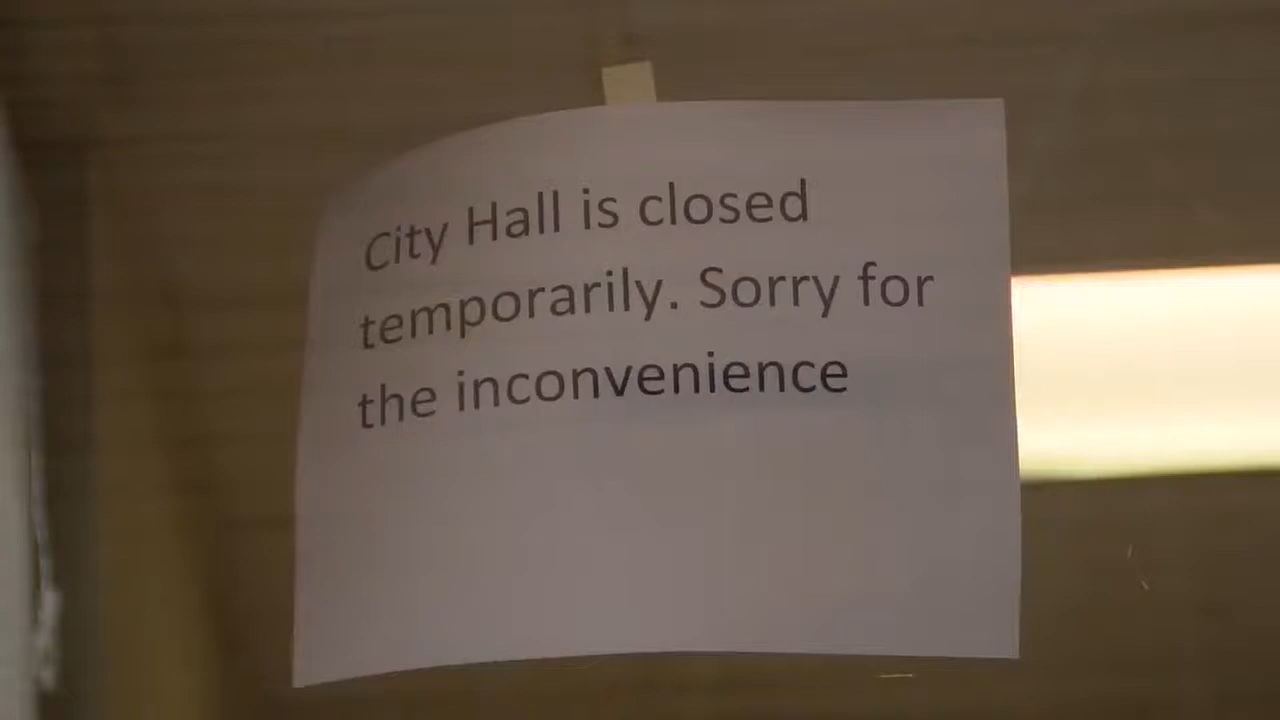 City Hall is closed
temporarily. Sorry for
the inconvenience